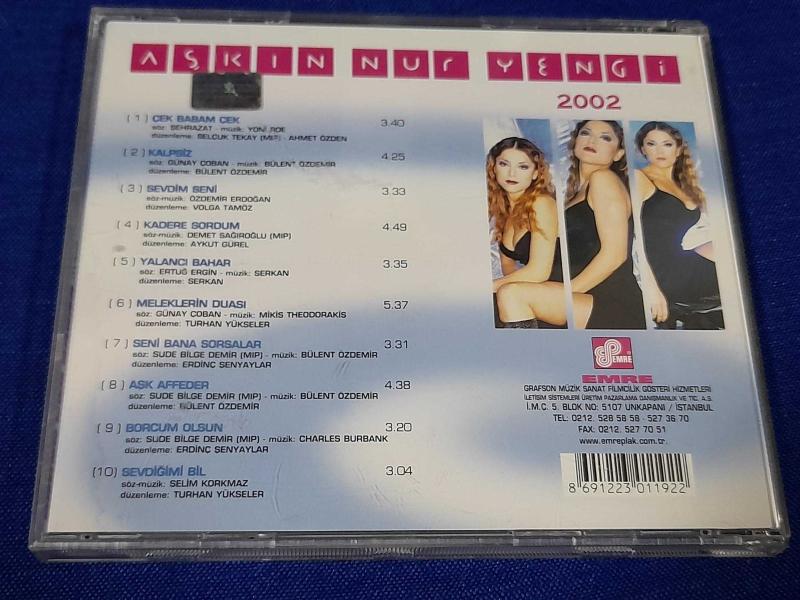 AŞKIN NUR YENGİ
2002
(1) ÇEK BABAM ÇEK 3.40
söz: ŞEHRAZAT - müzik: YONİ ROE
düzenleme: SELÇUK TEKAY (MIP) - AHMET ÖZDEN
(2) KALPSİZ 4.25
söz: GÜNAY ÇOBAN - müzik: BÜLENT ÖZDEMİR
düzenleme: BÜLENT ÖZDEMİR
(3) SEVDİM SENİ 3.33
söz-müzik: ÖZDEMİR ERDOĞAN
düzenleme: VOLGA TAMÖZ
(4) KADERE SORDUM 4.49
söz-müzik: DEMET SAĞIROĞLU (MIP)
düzenleme: AYKUT GÜREL
(5) YALANCI BAHAR 3.35
söz: ERTUĞ ERGİN - müzik: SERKAN
düzenleme: SERKAN
(6) MELEKLERİN DUASI 5.37
söz: GÜNAY ÇOBAN - müzik: MİKİS THEODORAKİS
düzenleme: TURHAN YÜKSELER
(7) SENİ BANA SORSALAR 3.31
söz: SUDE BİLGE DEMİR (MIP) - müzik: BÜLENT ÖZDEMİR
düzenleme: ERDİNÇ ŞENYAYLAR
(8) AŞK AFFEDER 4.38
söz: SUDE BİLGE DEMİR (MIP) - müzik: BÜLENT ÖZDEMİR
düzenleme: BÜLENT ÖZDEMİR
(9) BORCUM OLSUN 3.20
söz: SUDE BİLGE DEMİR (MIP) - müzik: CHARLES BURBANK
düzenleme: ERDİNÇ ŞENYAYLAR
(10) SEVDİĞİMİ BİL 3.04
söz-müzik: SELİM KORKMAZ
düzenleme: TURHAN YÜKSELER
EMRE
EMRE
GRAFSON MÜZİK SANAT FİLMCİLİK GÖSTERİ HİZMETLERİ
İLETİŞİM SİSTEMLERİ ÜRETİM PAZARLAMA DANIŞMANLIK VE TİC. A.Ş.
İ.M.Ç. 5. BLOK NO: 5107 UNKAPANI / İSTANBUL
TEL: 0212. 528 58 58 - 527 36 70
FAX: 0212. 527 70 51
www.emreplak.com.tr.
8 691223 011922